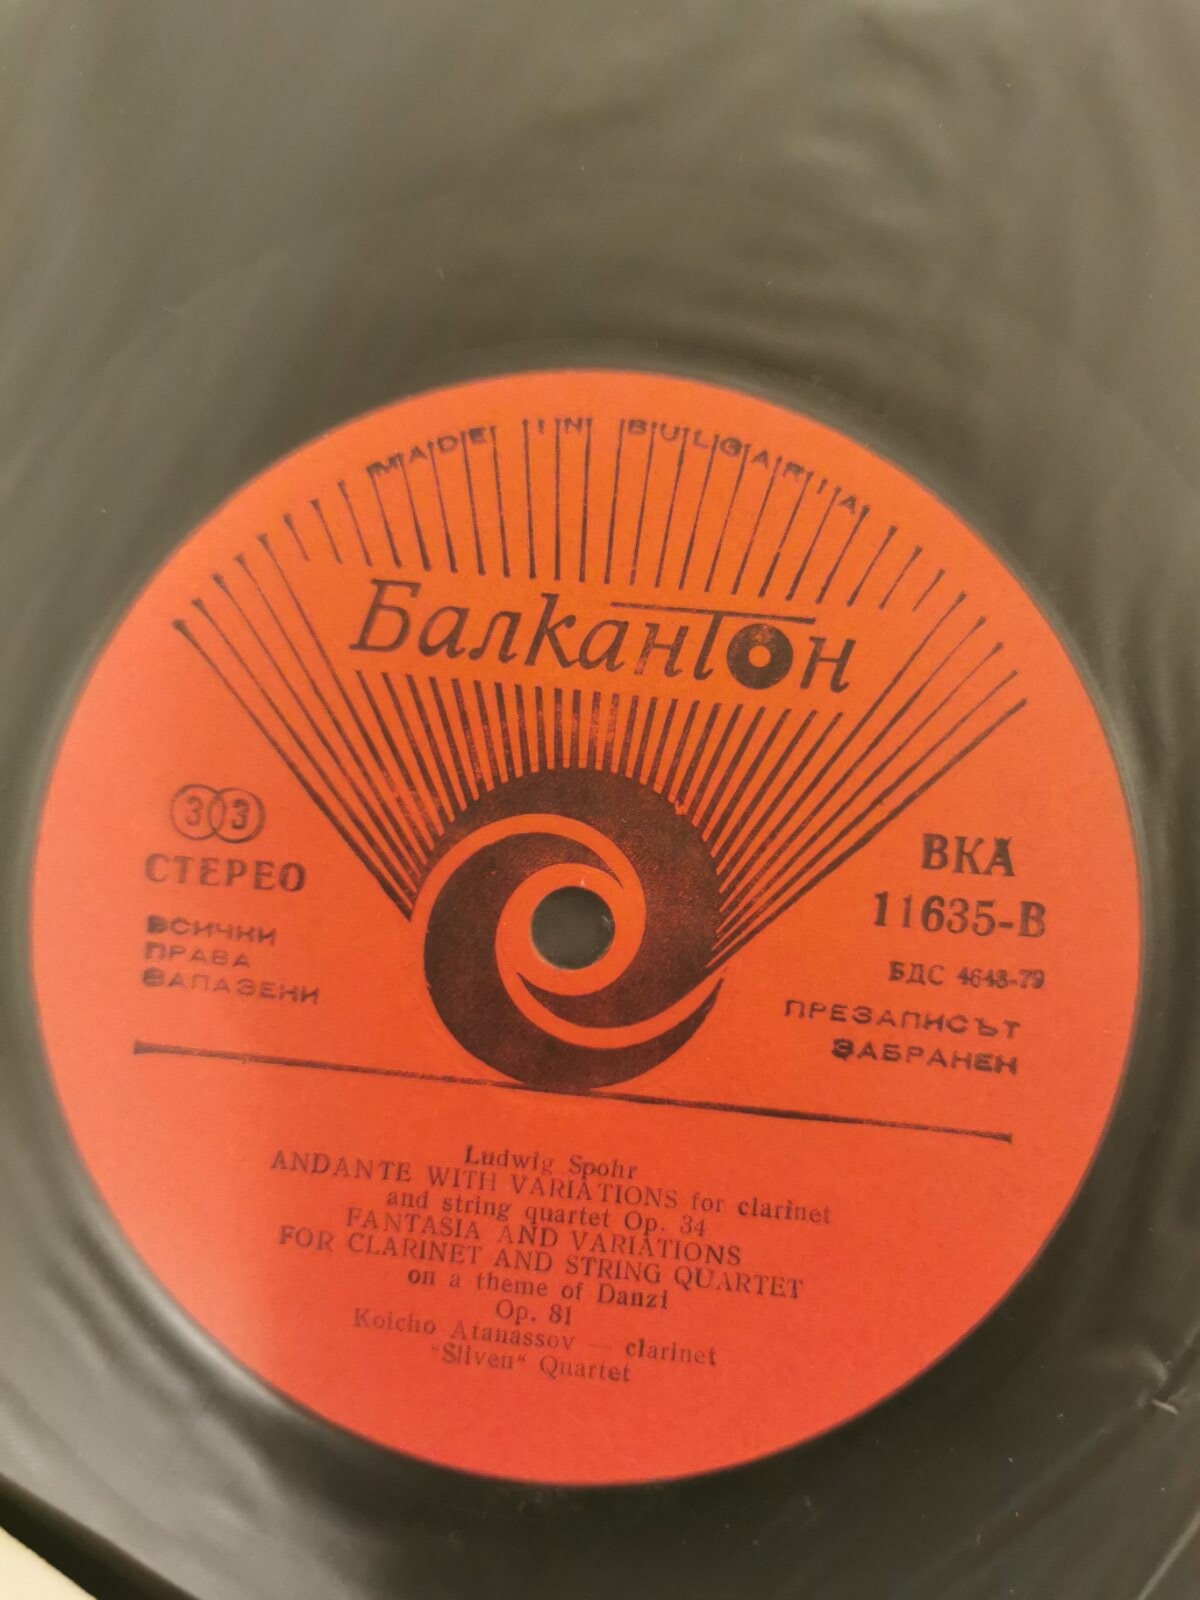 MADE IN BULGARIA
Балкантон
33
СТЕРЕО
ВСИЧКИ
ПРАВА
ЗАПАЗЕНИ
ВКА
11635-В
БДС 4648-79
ПРЕЗАПИСЪТ
ЗАБРАНЕН
Ludwig Spohr
ANDANTE WITH VARIATIONS for clarinet
and string quartet Op. 34
FANTASIA AND VARIATIONS
FOR CLARINET AND STRING QUARTET
on a theme of Danzi
Op. 81
Koicho Atanassov — clarinet
"Sliven“ Quartet